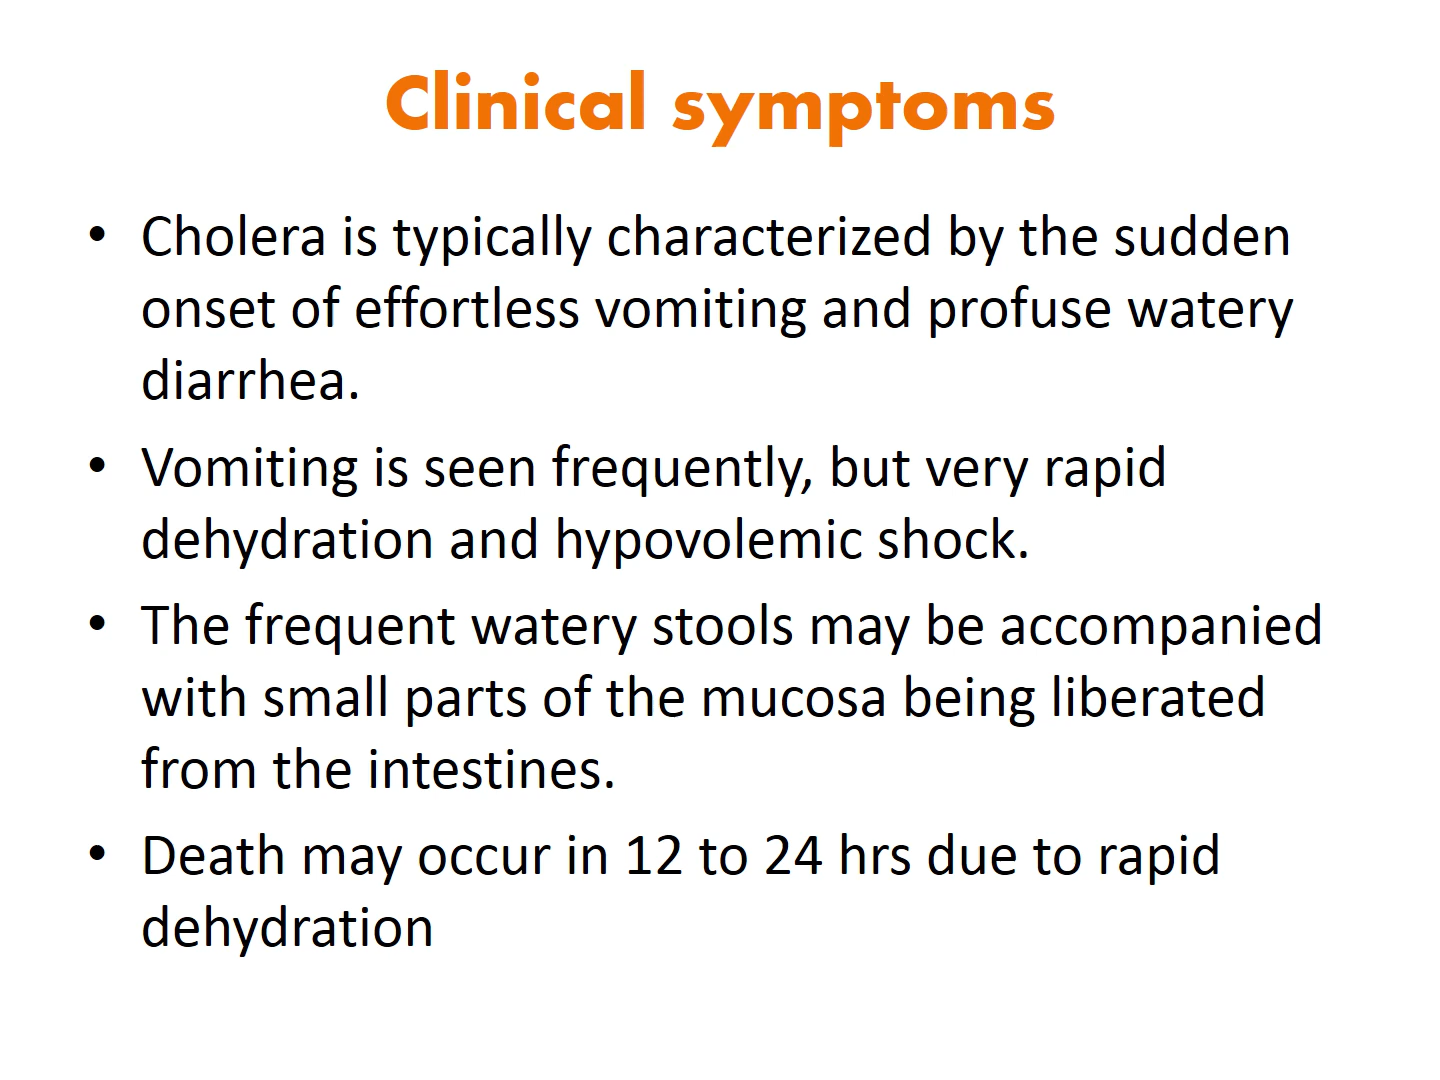 Clinical symptoms
• Cholera is typically characterized by the sudden
onset of effortless vomiting and profuse watery
diarrhea.
• Vomiting is seen frequently, but very rapid
dehydration and hypovolemic shock.
• The frequent watery stools may be accompanied
with small parts of the mucosa being liberated
from the intestines.
• Death may occur in 12 to 24 hrs due to rapid
dehydration